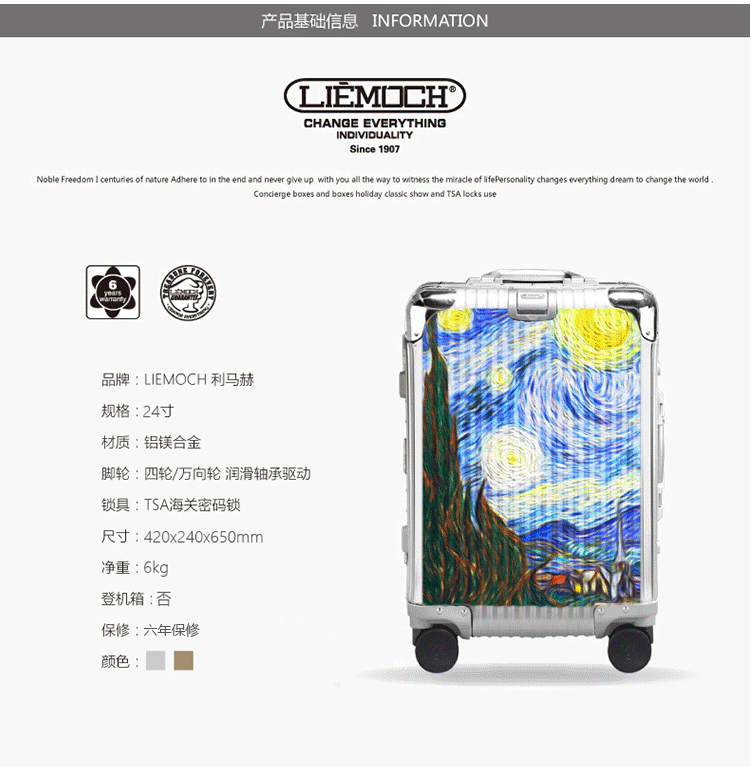 产品基础信息 INFORMATION
LIÈMOCH®
CHANGE EVERYTHING
INDIVIDUALITY
Since 1907
Noble Freedom I centuries of nature Adhere to in the end and never give up with you all the way to witness the miracle of lifePersonality changes everything dream to change the world .
Concierge boxes and boxes holiday classic show and TSA locks use
6
years
warranty
TREASURE FOREVER
LIÈMOCH
GUARANTEE
CHANGE EVERYTHING
品牌：LIEMOCH 利马赫
规格：24寸
材质：铝镁合金
脚轮：四轮/万向轮 润滑轴承驱动
锁具：TSA海关密码锁
尺寸：420x240x650mm
净重：6kg
登机箱：否
保修：六年保修
颜色：